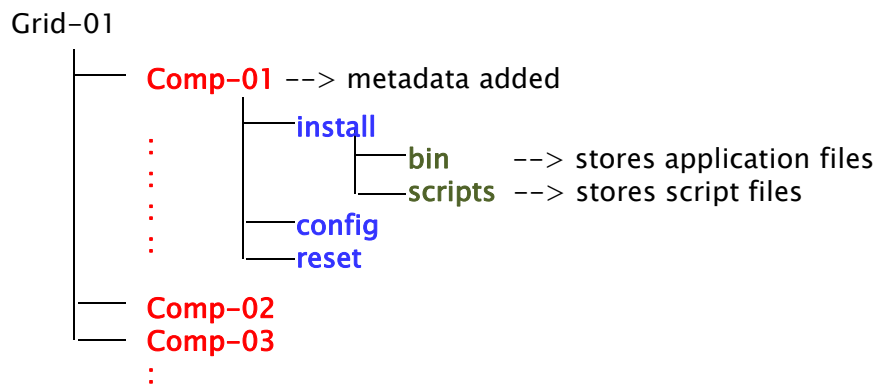 Grid-01
Comp-01 --> metadata added
install
bin --> stores application files
scripts --> stores script files
config
reset
Comp-02
Comp-03